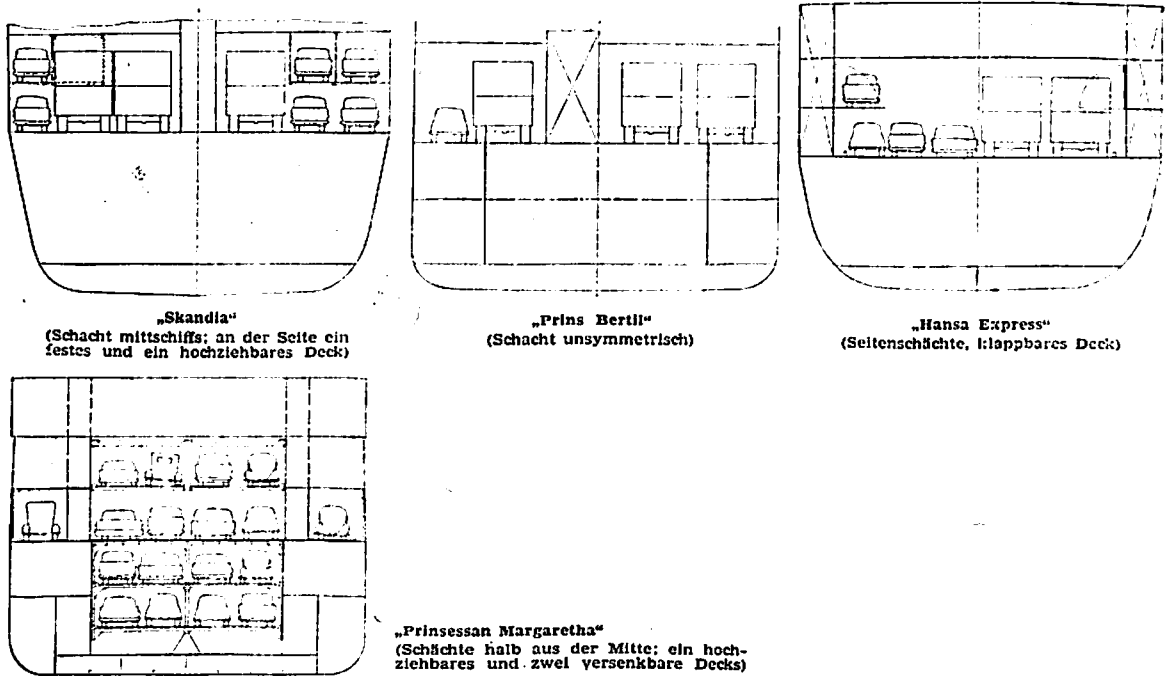 „Skandia“
(Schacht mittschiffs; an der Seite ein
festes und ein hochziehbares Deck)
„Prins Bertil“
(Schacht unsymmetrisch)
„Hansa Express“
(Seitenschächte, klappbares Deck)
„Prinsessan Margaretha“
(Schächte halb aus der Mitte; ein hoch-
ziehbares und zwei versenkbare Decks)